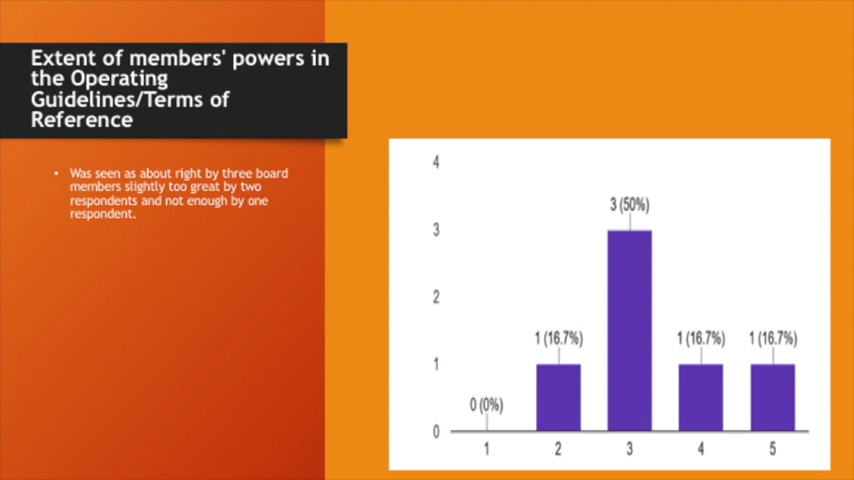 Extent of members' powers in
the Operating
Guidelines/Terms of
Reference
• Was seen as about right by three board
members slightly too great by two
respondents and not enough by one
respondent.
4
3 (50%)
3
2
1 (16.7%) 1 (16.7%) 1 (16.7%)
1
0 (0%)
0
1 2 3 4 5